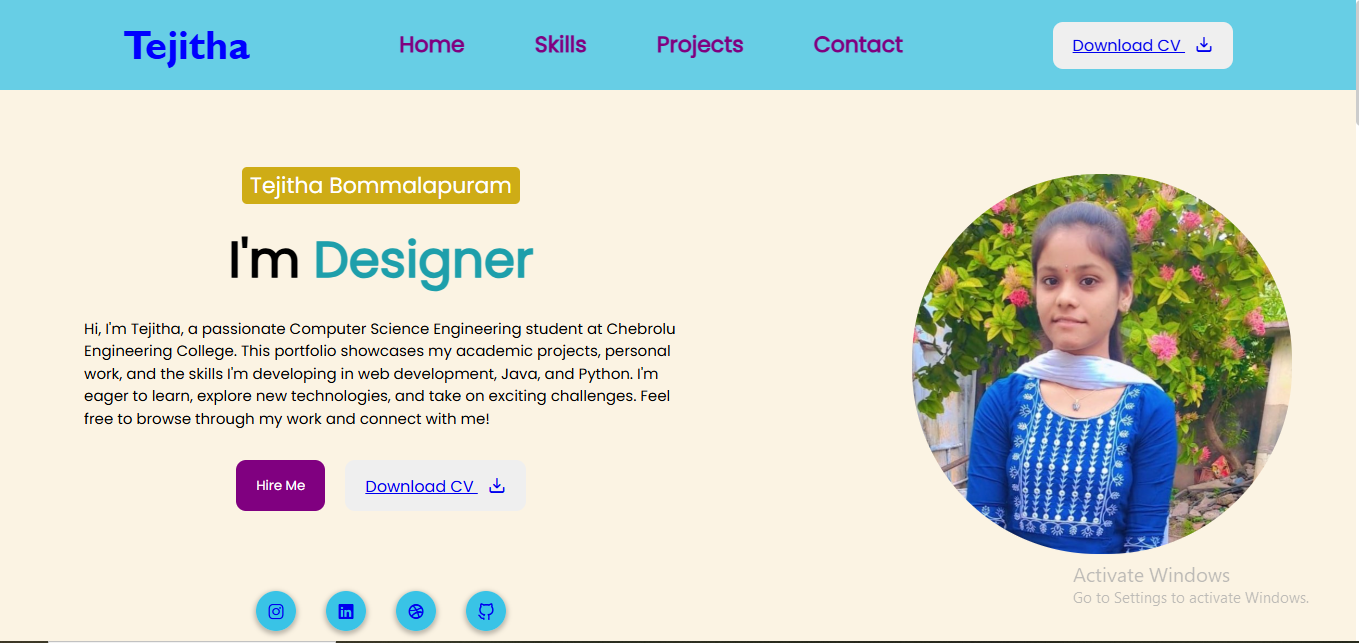 Tejitha
Home Skills Projects Contact
Download CV
Tejitha Bommalapuram
I'm Designer
Hi, I'm Tejitha, a passionate Computer Science Engineering student at Chebrolu
Engineering College. This portfolio showcases my academic projects, personal
work, and the skills I'm developing in web development, Java, and Python. I'm
eager to learn, explore new technologies, and take on exciting challenges. Feel
free to browse through my work and connect with me!
Hire Me
Download CV
Activate Windows
Go to Settings to activate Windows.